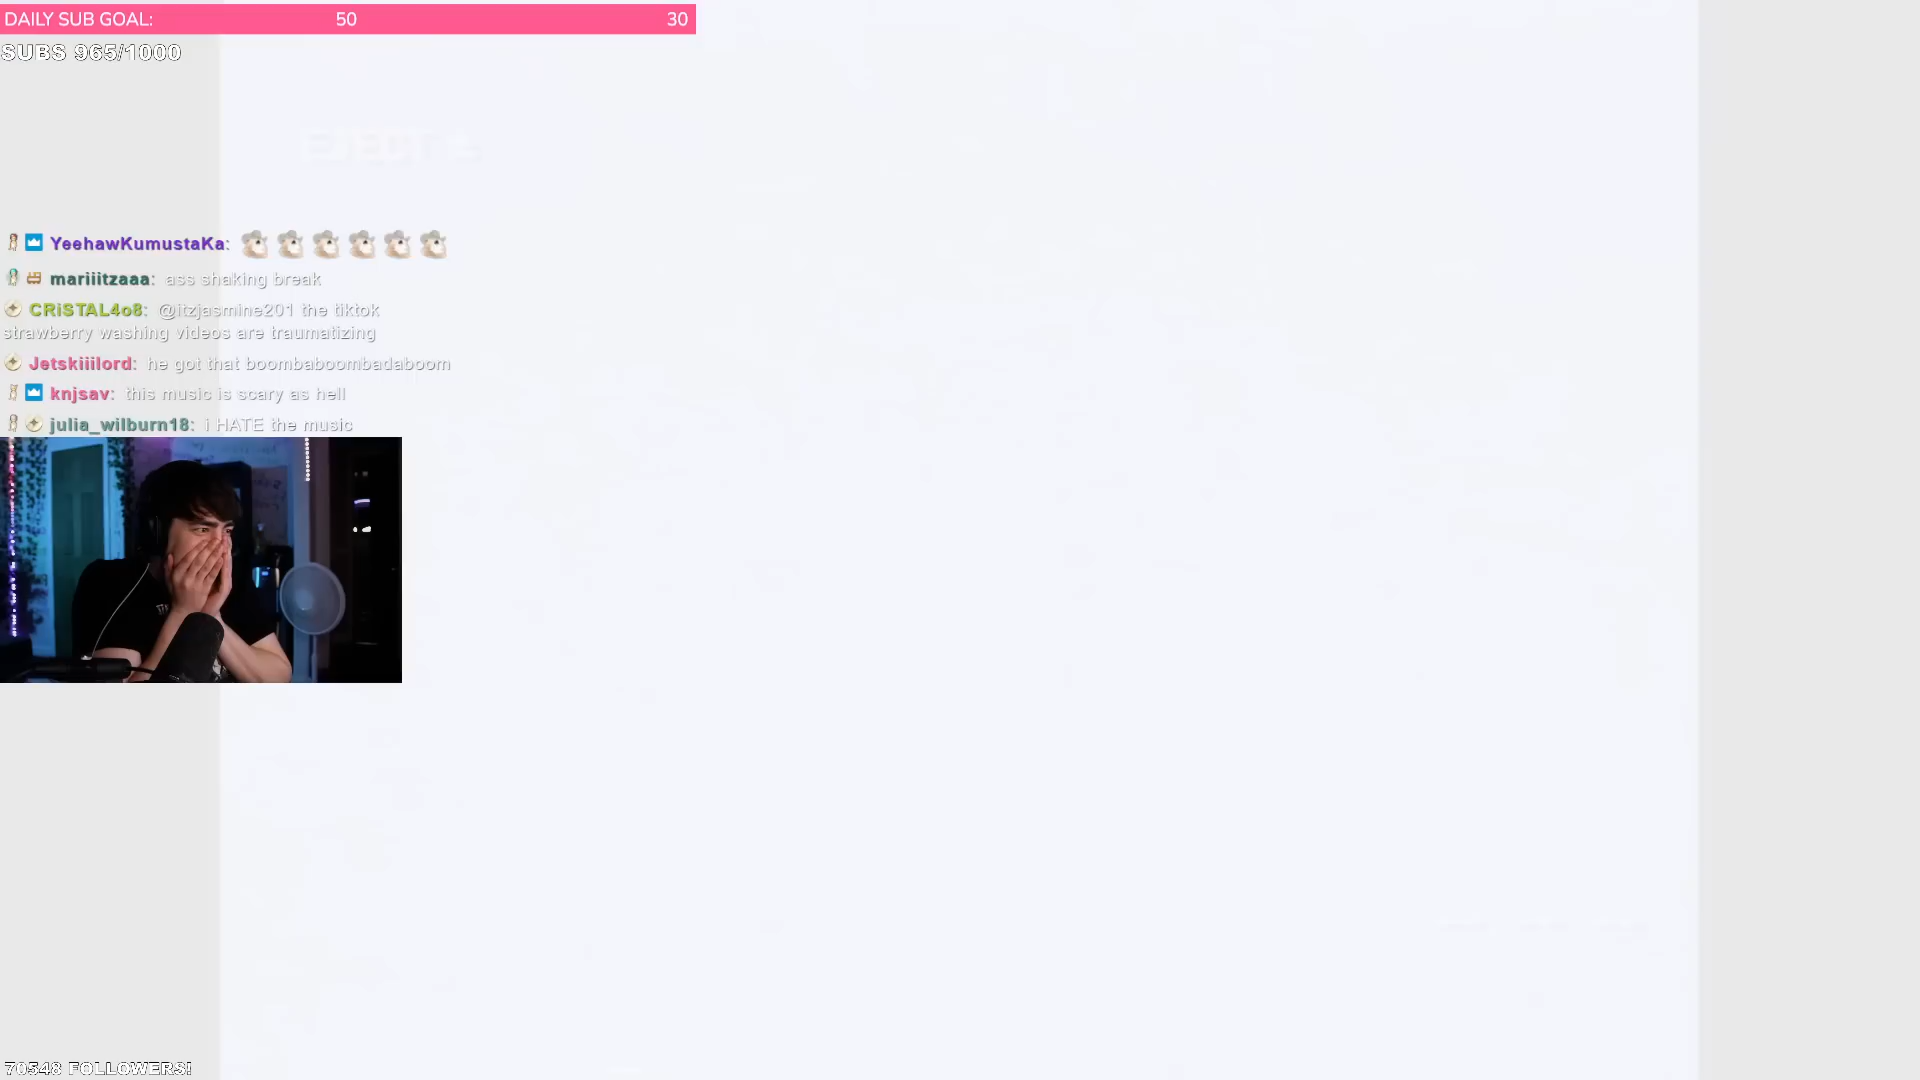 DAILY SUB GOAL: 50 30
SUBS 965/1000
EJECT
YeehawKumustaKa:
mariiitzaaa: ass shaking break
CRiSTAL4o8: @itzjasmine201 the tiktok
strawberry washing videos are traumatizing
Jetskiiilord: he got that boombaboombadaboom
knjsav: this music is scary as hell
julia_wilburn18: i HATE the music
70548 FOLLOWERS!